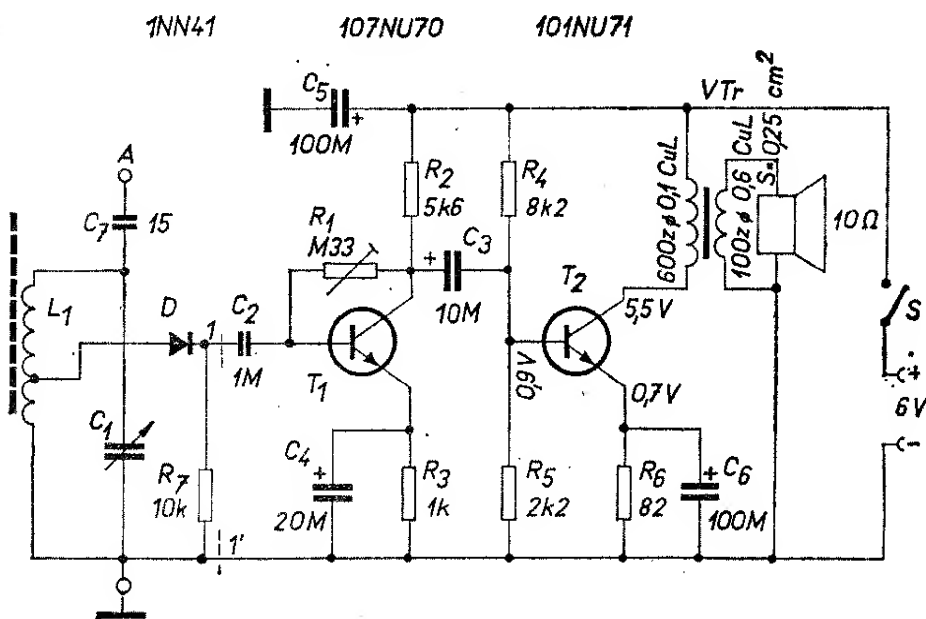 1NN41 107NU70 101NU71
C5 + 100M
A
C7 15
L1
D
1
C2 1M
R1 M33
R2 5k6
+ C3 10M
R4 8k2
T1
T2
5,5V
0,9V
0,7V
VTr
600z ø 0,1 CuL
100z ø 0,6 CuL
S= 0,25 cm²
10Ω
S
+
6V
-
C1
R7 10k
1'
C4 + 20M
R3 1k
R5 2k2
R6 82
+ C6 100M